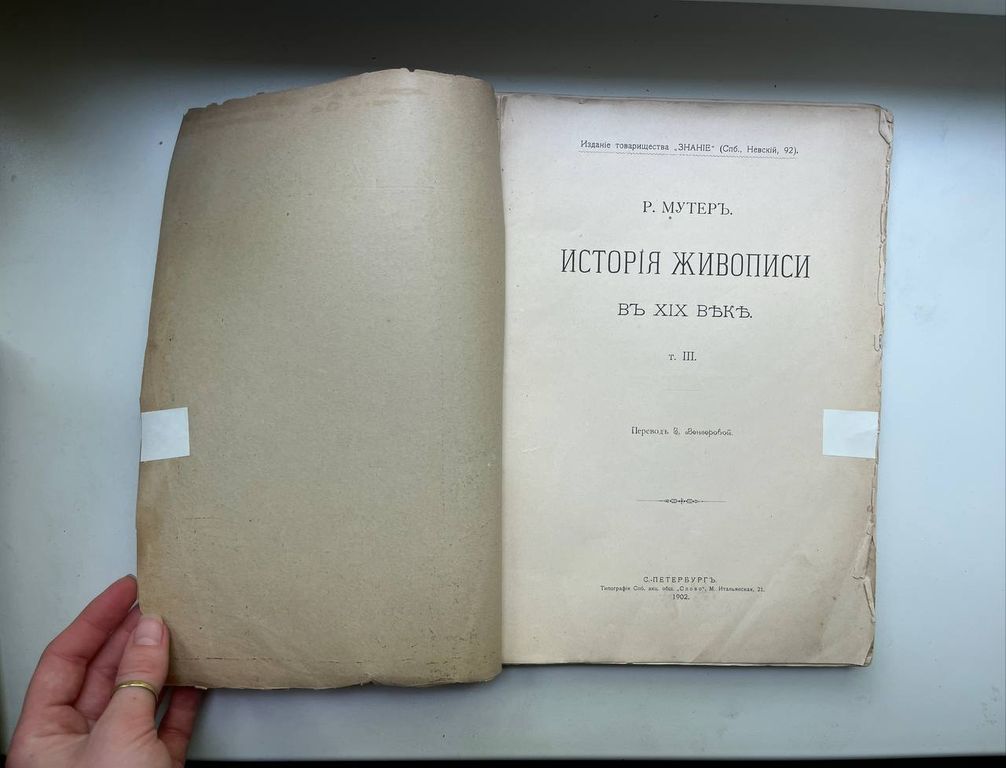 Изданіе товарищества „ЗНАНІЕ“ (Спб., Невскій, 92).
Р. МУТЕРЪ.
ИСТОРІЯ ЖИВОПИСИ
ВЪ XIX ВѢКѢ.
т. III.
Переводъ З. Венгеровой.
С.-ПЕТЕРБУРГЪ.
Типографія Спб. акц. общ. „Слово“, М. Итальянская, 21.
1902.